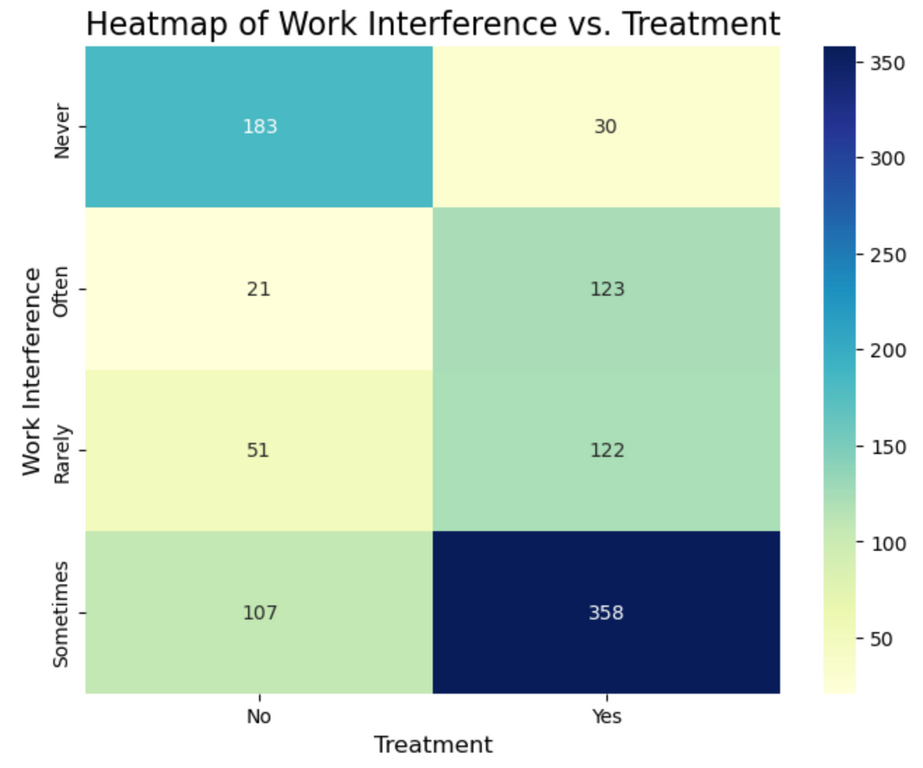 Heatmap of Work Interference vs. Treatment
Work Interference
Never
183
30
Often
21
123
Rarely
51
122
Sometimes
107
358
No
Yes
Treatment
350
300
250
200
150
100
50